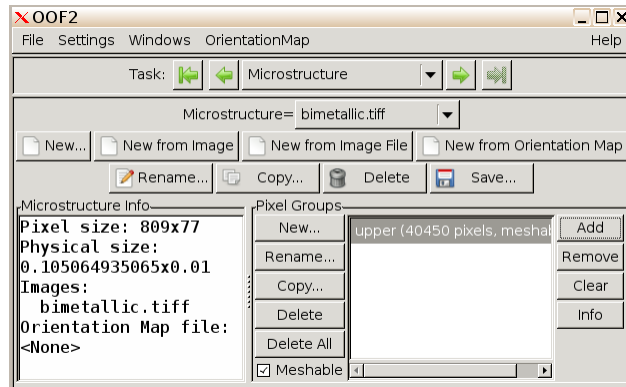 OOF2
File Settings Windows OrientationMap Help
Task: Microstructure
Microstructure= bimetallic.tiff
New... New from Image New from Image File New from Orientation Map
Rename... Copy... Delete Save...
Microstructure Info
Pixel size: 809x77
Physical size:
0.105064935065x0.01
Images:
bimetallic.tiff
Orientation Map file:
<None>
Pixel Groups
New...
Rename...
Copy...
Delete
Delete All
Meshable
upper (40450 pixels, meshab
Add
Remove
Clear
Info